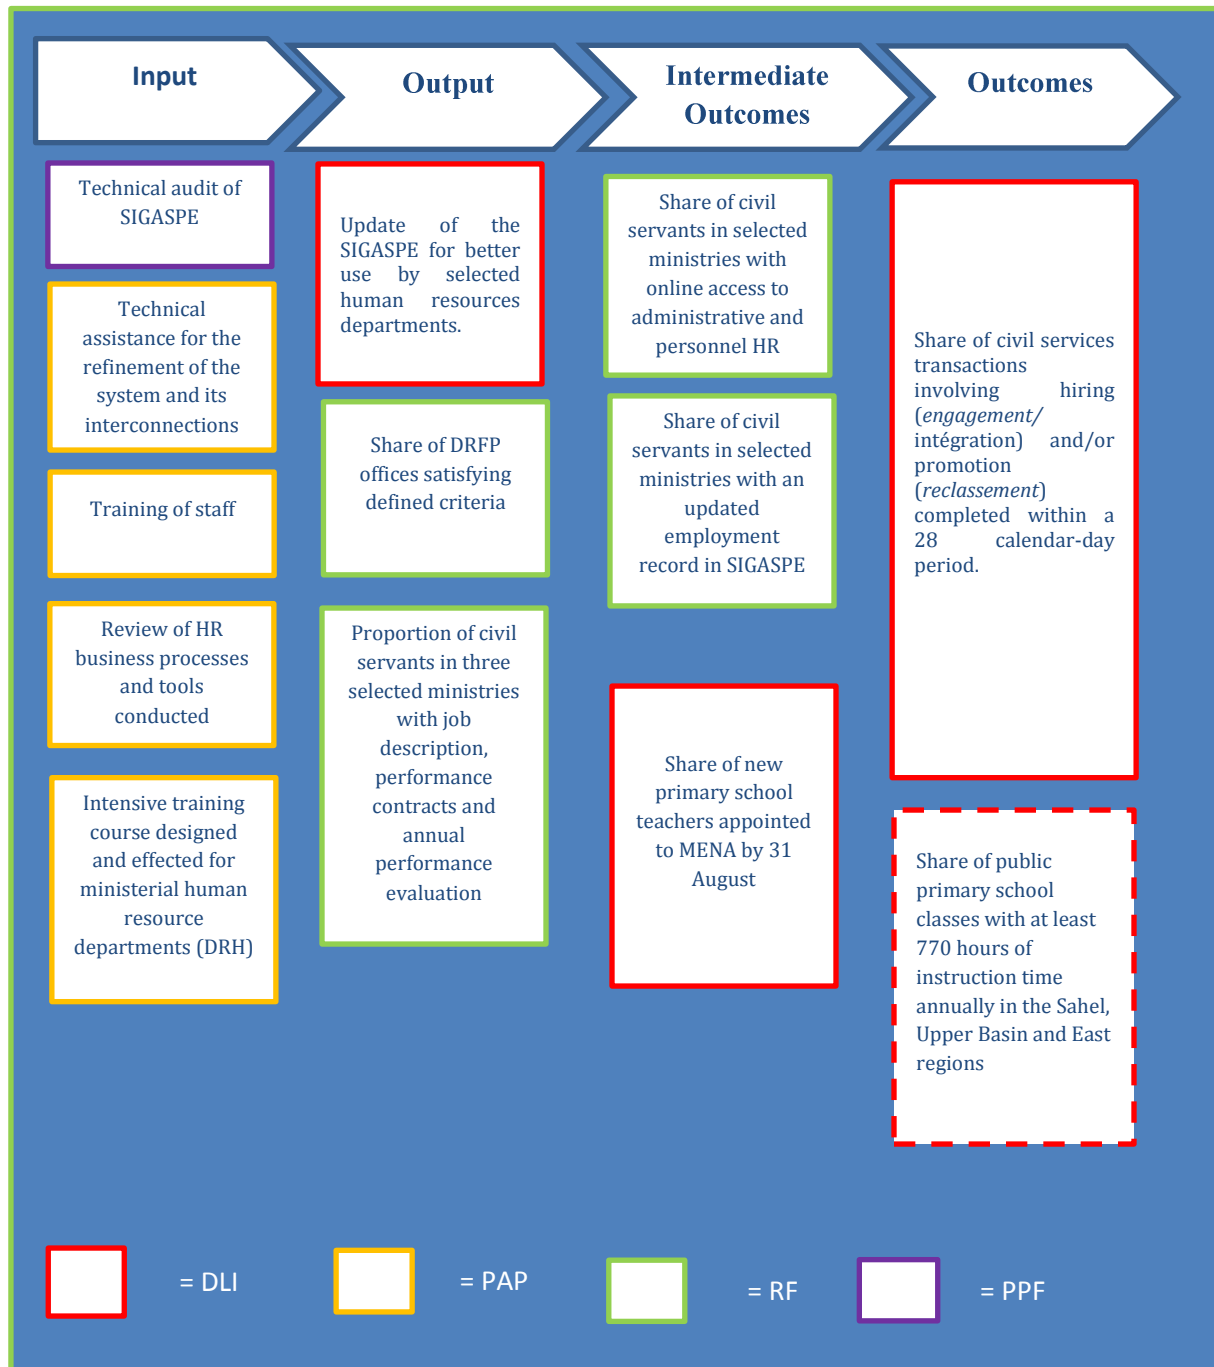 Input
Output
Intermediate
Outcomes
Outcomes
Technical audit of
SIGASPE
Technical
assistance for the
refinement of the
system and its
interconnections
Training of staff
Review of HR
business processes
and tools
conducted
Intensive training
course designed
and effected for
ministerial human
resource
departments (DRH)
Update of the
SIGASPE for better
use by selected
human resources
departments.
Share of DRFP
offices satisfying
defined criteria
Proportion of civil
servants in three
selected ministries
with job
description,
performance
contracts and
annual
performance
evaluation
Share of civil
servants in selected
ministries with
online access to
administrative and
personnel HR
Share of civil
servants in selected
ministries with an
updated
employment
record in SIGASPE
Share of new
primary school
teachers appointed
to MENA by 31
August
Share of civil services
transactions
involving hiring
(engagement/
intégration) and/or
promotion
(reclassement)
completed within a
28 calendar-day
period.
Share of public
primary school
classes with at least
770 hours of
instruction time
annually in the Sahel,
Upper Basin and East
regions
= DLI
= PAP
= RF
= PPF